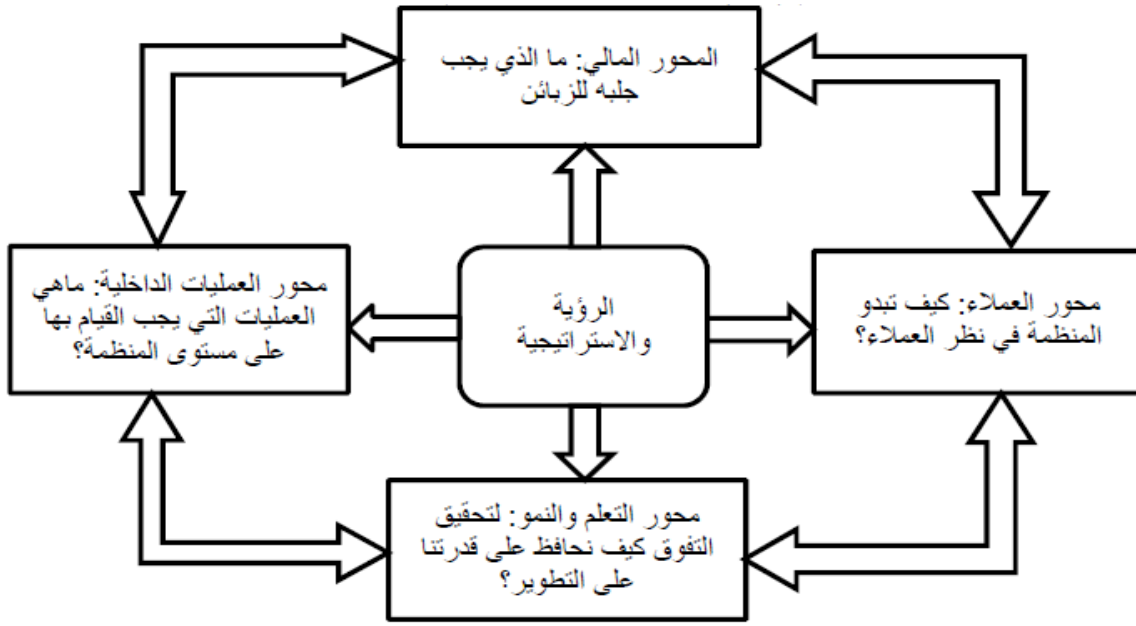 المحور المالي: ما الذي يجب
جلبه للزبائن
محور العمليات الداخلية: ماهي
العمليات التي يجب القيام بها
على مستوى المنظمة؟
الرؤية
والاستراتيجية
محور العملاء: كيف تبدو
المنظمة في نظر العملاء؟
محور التعلم والنمو: لتحقيق
التفوق كيف نحافظ على قدرتنا
على التطوير؟